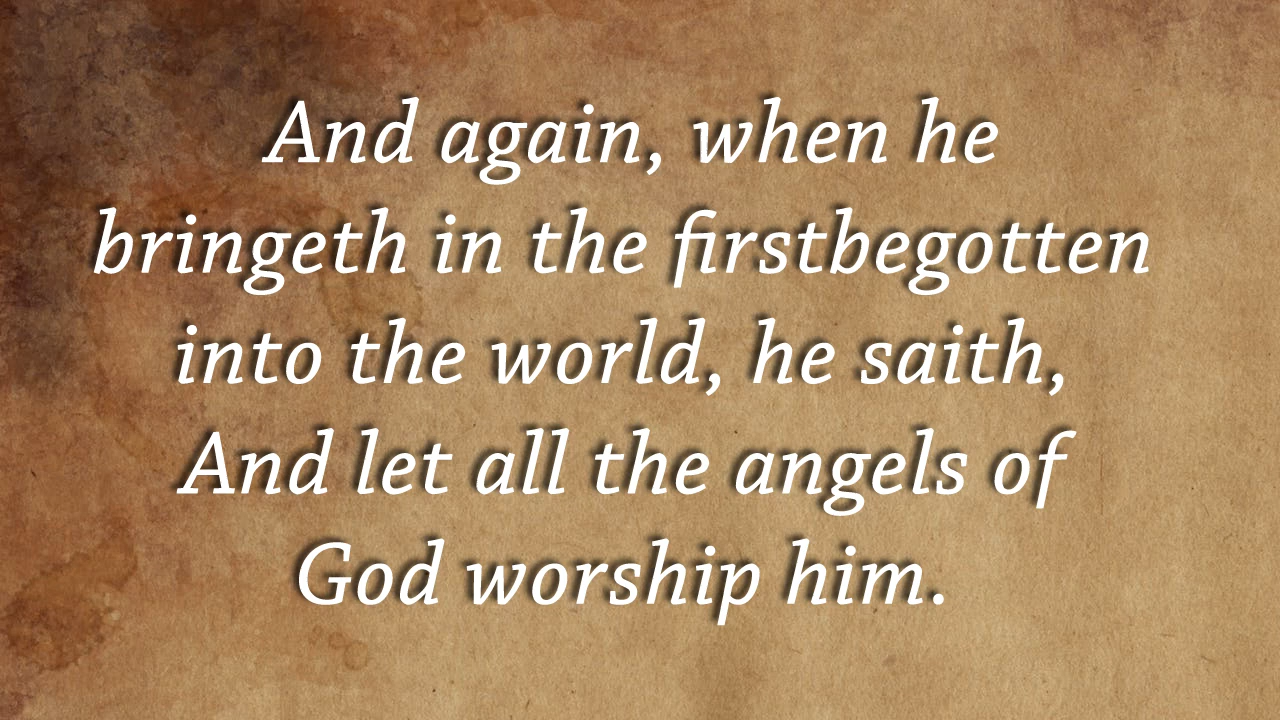 And again, when he
bringeth in the firstbegotten
into the world, he saith,
And let all the angels of
God worship him.